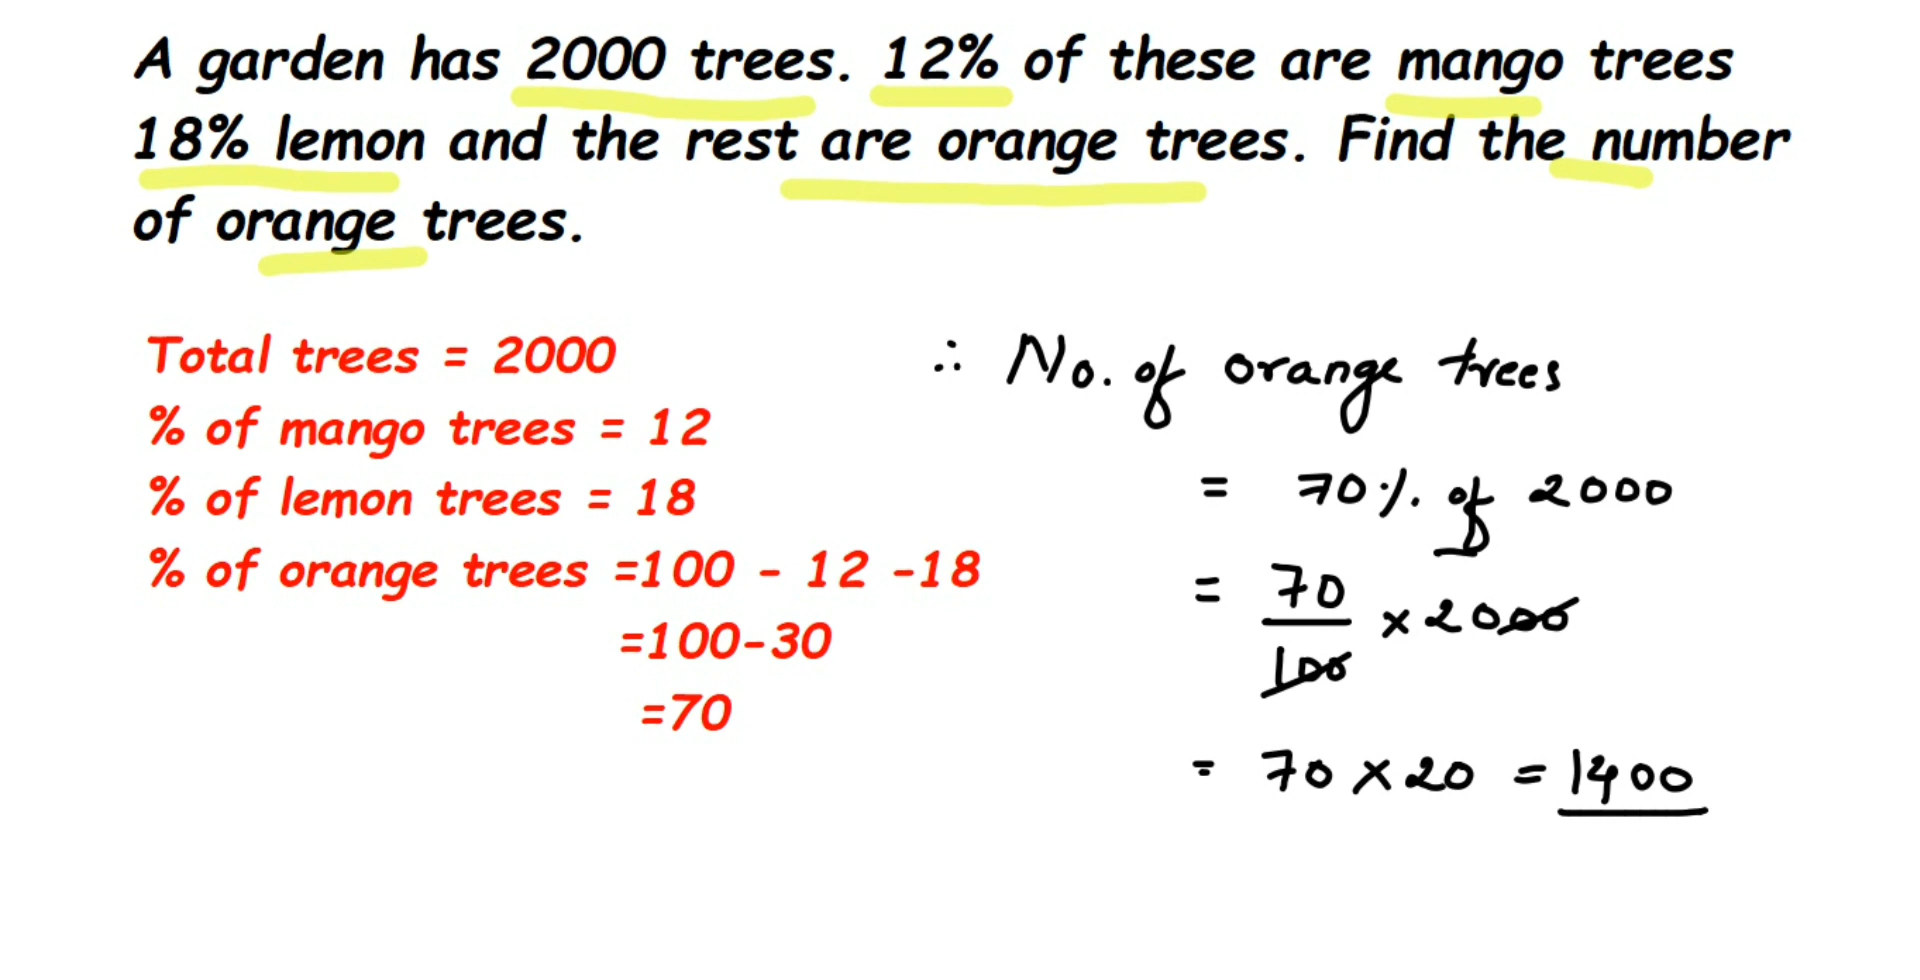 A garden has 2000 trees. 12% of these are mango trees
18% lemon and the rest are orange trees. Find the number
of orange trees.
Total trees = 2000
% of mango trees = 12
% of lemon trees = 18
% of orange trees =100 - 12 -18
=100-30
=70
∴ No. of orange trees
= 70%. of 2000
= 70/100 × 2000
= 70 × 20 = 1400